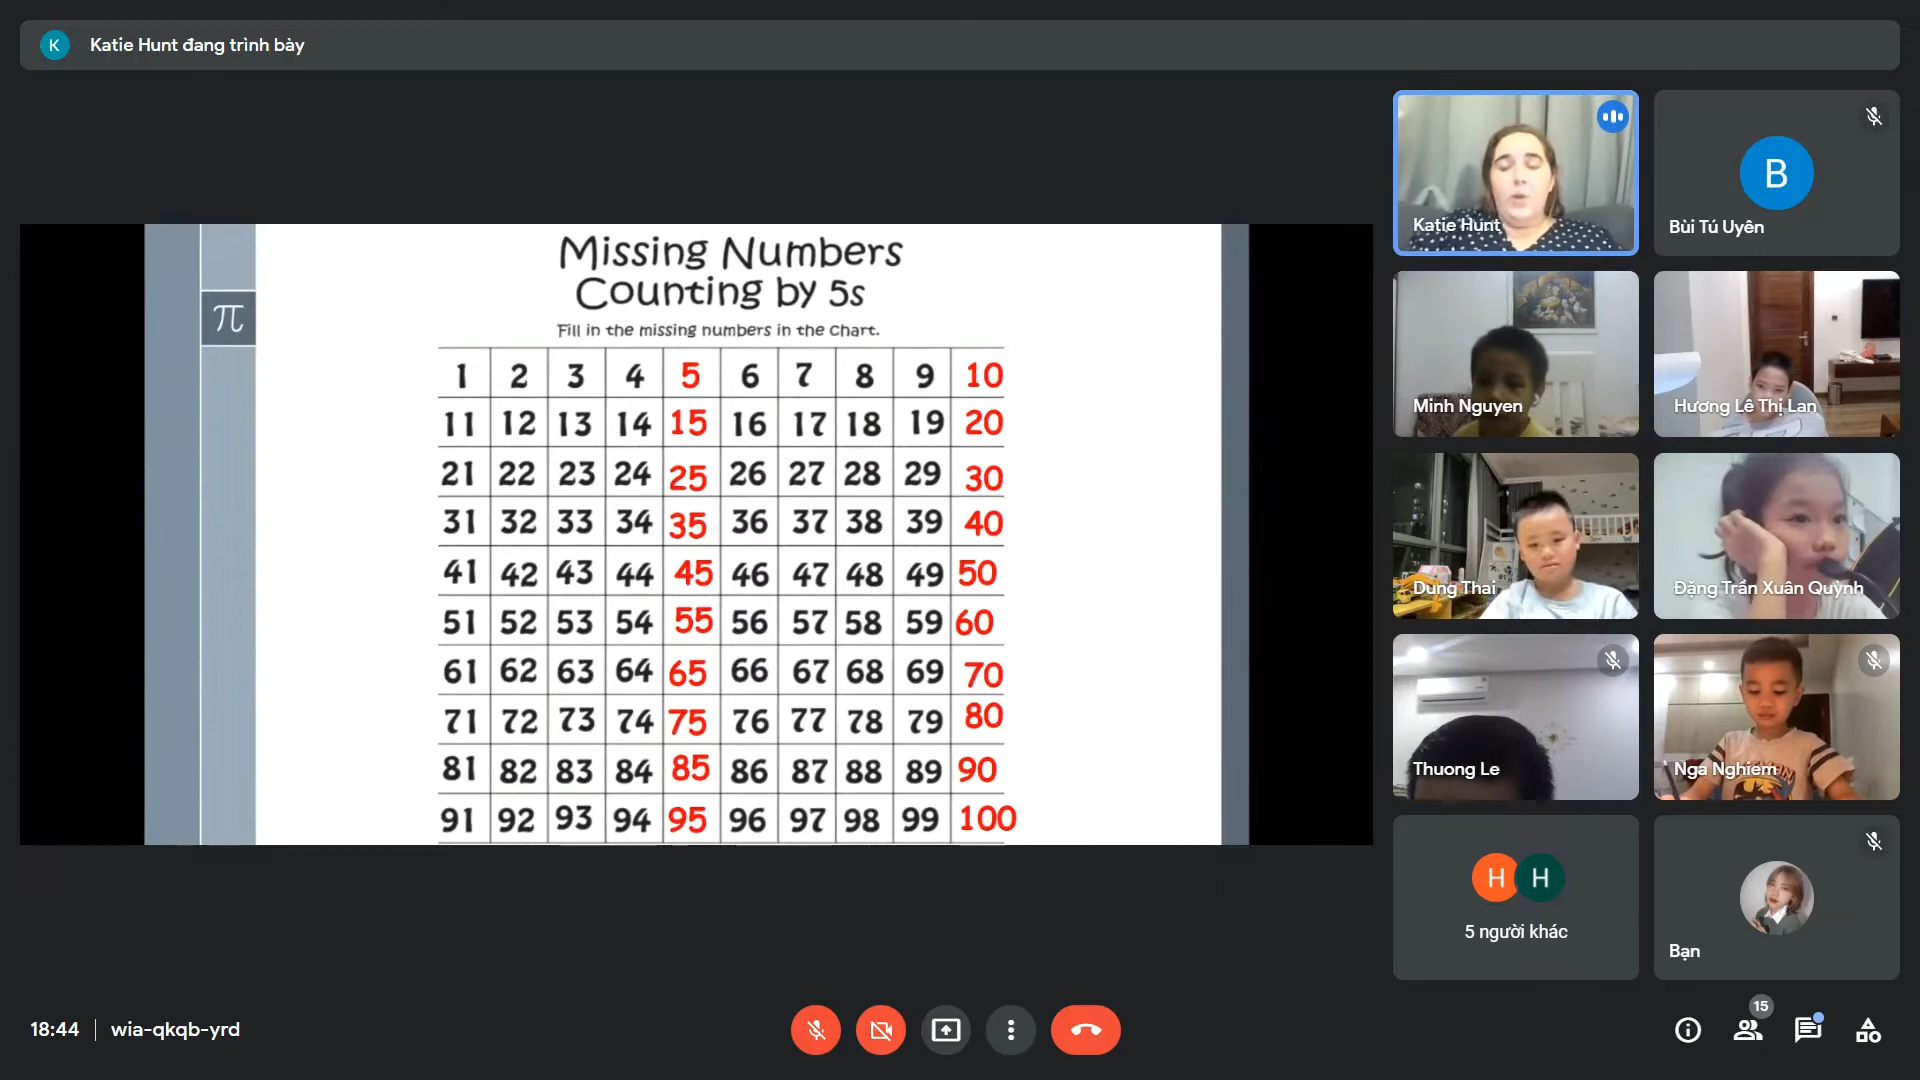 K Katie Hunt đang trình bày
π
Missing Numbers
Counting by 5s
Fill in the missing numbers in the chart.
1 2 3 4 5 6 7 8 9 10
11 12 13 14 15 16 17 18 19 20
21 22 23 24 25 26 27 28 29 30
31 32 33 34 35 36 37 38 39 40
41 42 43 44 45 46 47 48 49 50
51 52 53 54 55 56 57 58 59 60
61 62 63 64 65 66 67 68 69 70
71 72 73 74 75 76 77 78 79 80
81 82 83 84 85 86 87 88 89 90
91 92 93 94 95 96 97 98 99 100
Katie Hunt
B
Bùi Tú Uyên
Minh Nguyen
Hương Lê Thị Lan
Dung Thai
Đặng Trần Xuân Quỳnh
Thuong Le
Nga Nghiem
H H
5 người khác
Bạn
18:44 | wia-qkqb-yrd
15